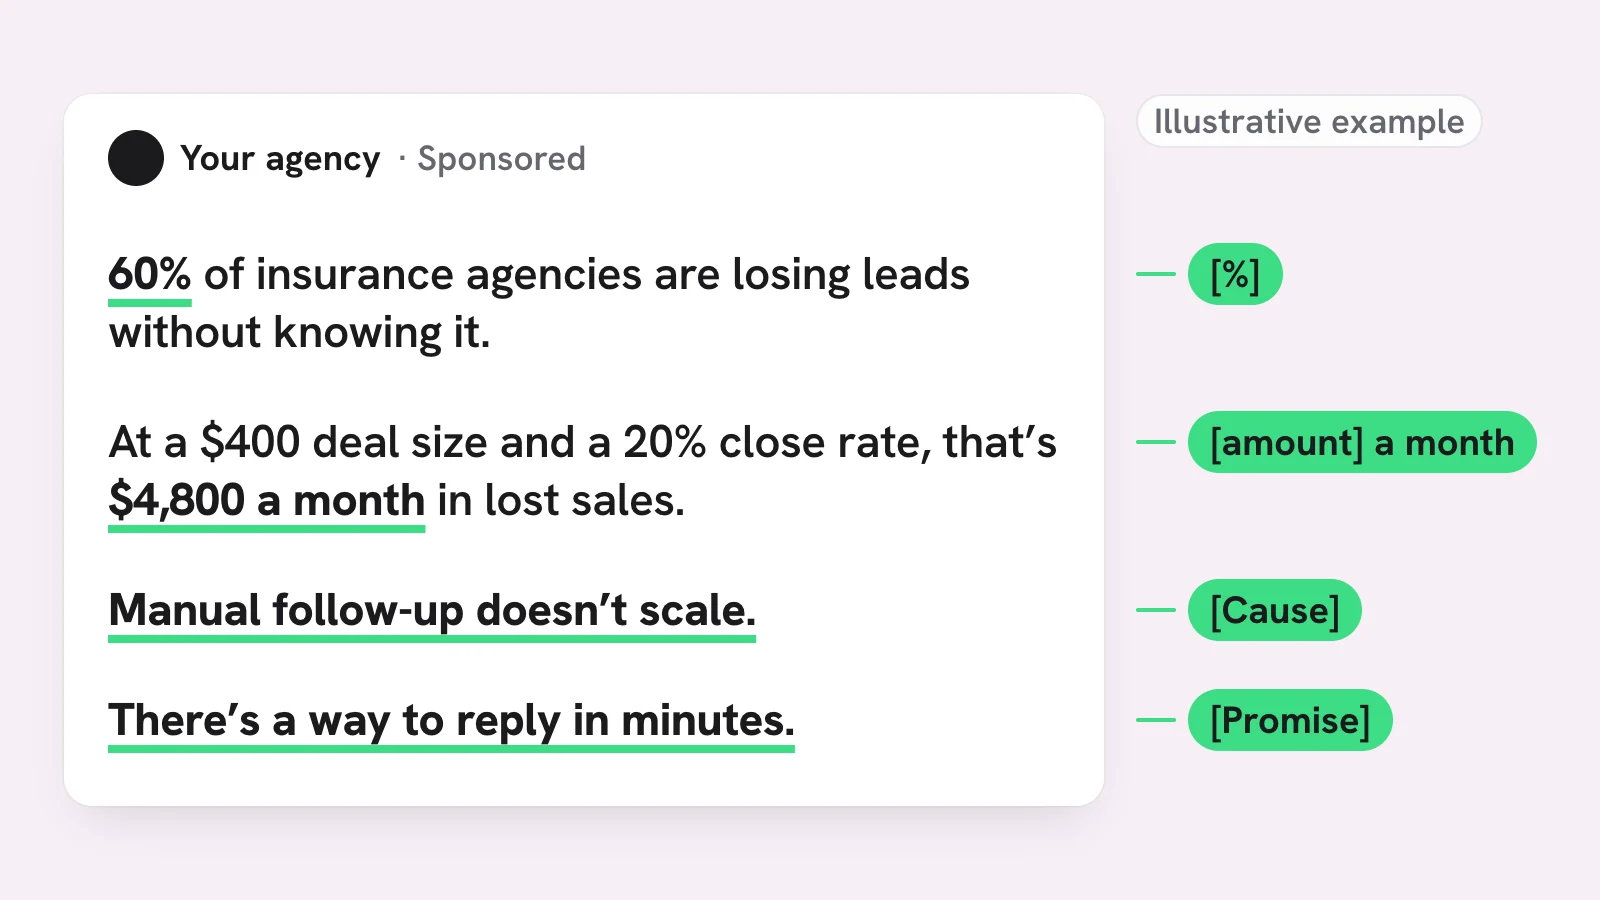 Illustrative example
Your agency · Sponsored
60% of insurance agencies are losing leads
without knowing it.
[%]
At a $400 deal size and a 20% close rate, that’s
$4,800 a month in lost sales.
[amount] a month
Manual follow-up doesn’t scale.
[Cause]
There’s a way to reply in minutes.
[Promise]